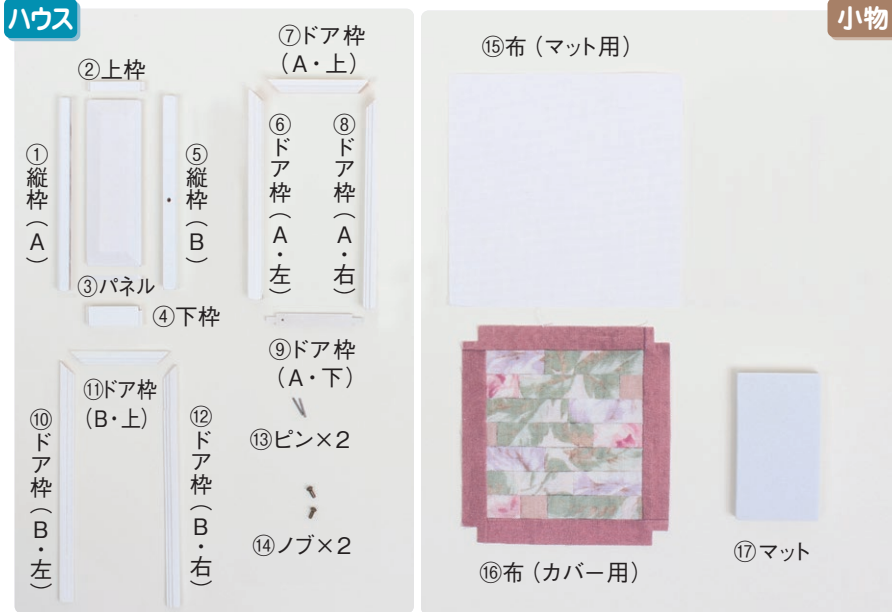 ハウス
②上枠
①縦枠(A)
⑤縦枠(B)
③パネル
④下枠
⑦ドア枠
(A・上)
⑥ドア枠(A・左)
⑧ドア枠(A・右)
⑨ドア枠
(A・下)
⑪ドア枠
(B・上)
⑩ドア枠(B・左)
⑫ドア枠(B・右)
⑬ピン×2
⑭ノブ×2
小物
⑮布(マット用)
⑯布(カバー用)
⑰マット